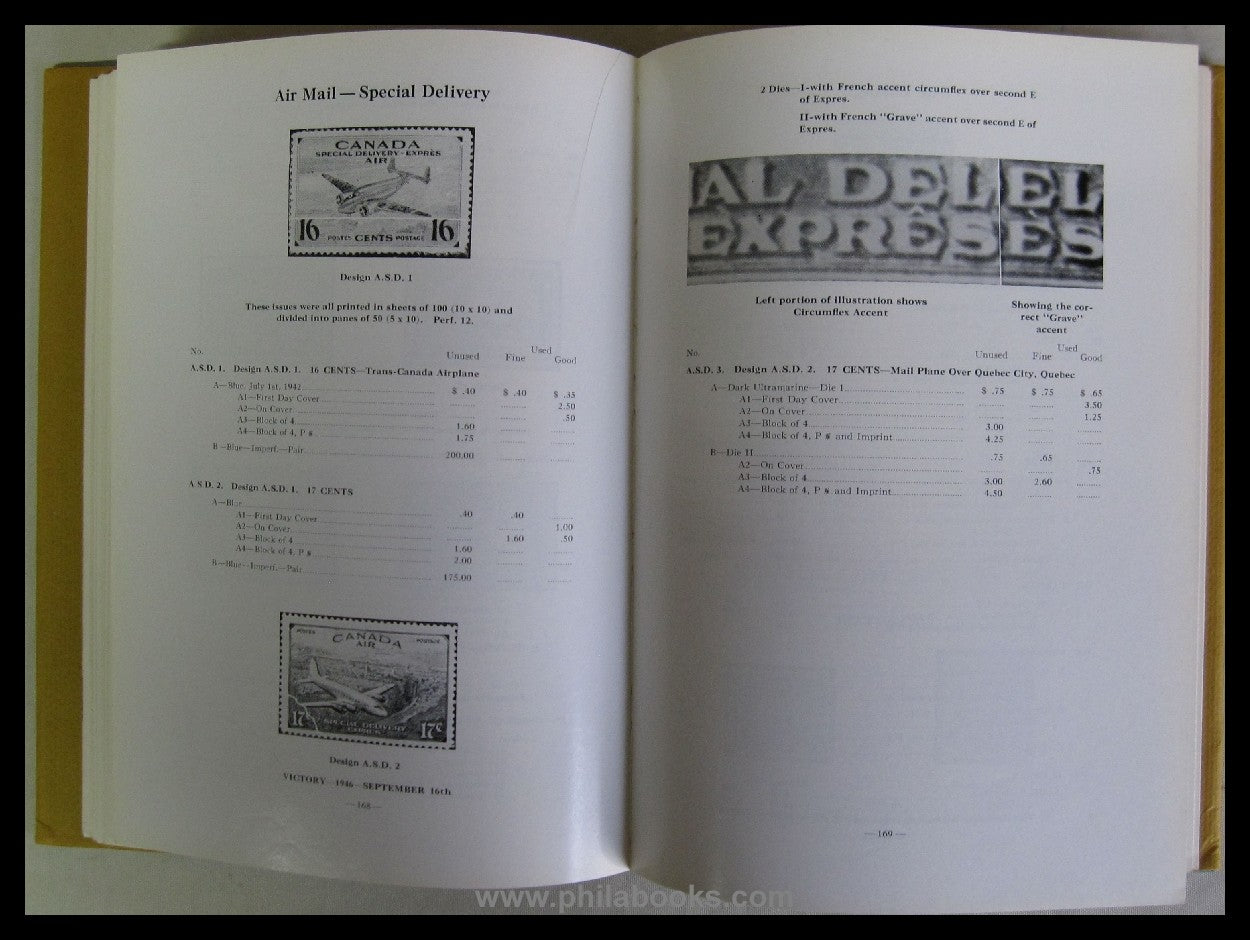 Air Mail — Special Delivery
CANADA
SPECIAL DELIVERY - EXPRÈS
AIR
16 POSTES CENTS POSTAGE 16
Design A.S.D. 1
These issues were all printed in sheets of 100 (10 x 10) and
divided into panes of 50 (5 x 10). Perf. 12.
Used
No. Unused Fine Good
A.S.D. 1. Design A.S.D. 1. 16 CENTS—Trans-Canada Airplane
A—Blue, July 1st, 1942 $ .40 $ .40 $ .35
A1—First Day Cover 2.50
A2—On Cover .50
A3—Block of 4 1.60
A4—Block of 4, P #s 1.75
B—Blue—Imperf.—Pair 200.00
A.S.D. 2. Design A.S.D. 1. 17 CENTS
A—Blue .40 .40
A1—First Day Cover 1.00
A2—On Cover 1.60 .50
A3—Block of 4 1.60
A4—Block of 4, P #s 2.00
B—Blue—Imperf.—Pair 175.00
POSTES CANADA POSTAGE
AIR
17¢ SPECIAL DELIVERY 17¢
Design A.S.D. 2
VICTORY—1946—SEPTEMBER 16th
—168—
2 Dies—I-with French accent circumflex over second E
of Expres.
II-with French "Grave" accent over second E of
Expres.
AL DELEL EL
EXPRÊSÉS ÈS
Left portion of illustration shows
Circumflex Accent
Showing the cor-
rect "Grave"
accent
Used
No. Unused Fine Good
A.S.D. 3. Design A.S.D. 2. 17 CENTS—Mail Plane Over Quebec City, Quebec
A—Dark Ultramarine—Die I $ .75 $ .75 $ .65
A1—First Day Cover 3.50
A2—On Cover 1.25
A3—Block of 4 3.00
A4—Block of 4, P #s and Imprint 4.25
B—Die II .75 .65
A2—On Cover .75
A3—Block of 4 3.00 2.60
A4—Block of 4, P #s and Imprint 4.50
—169—
www.philabooks.com